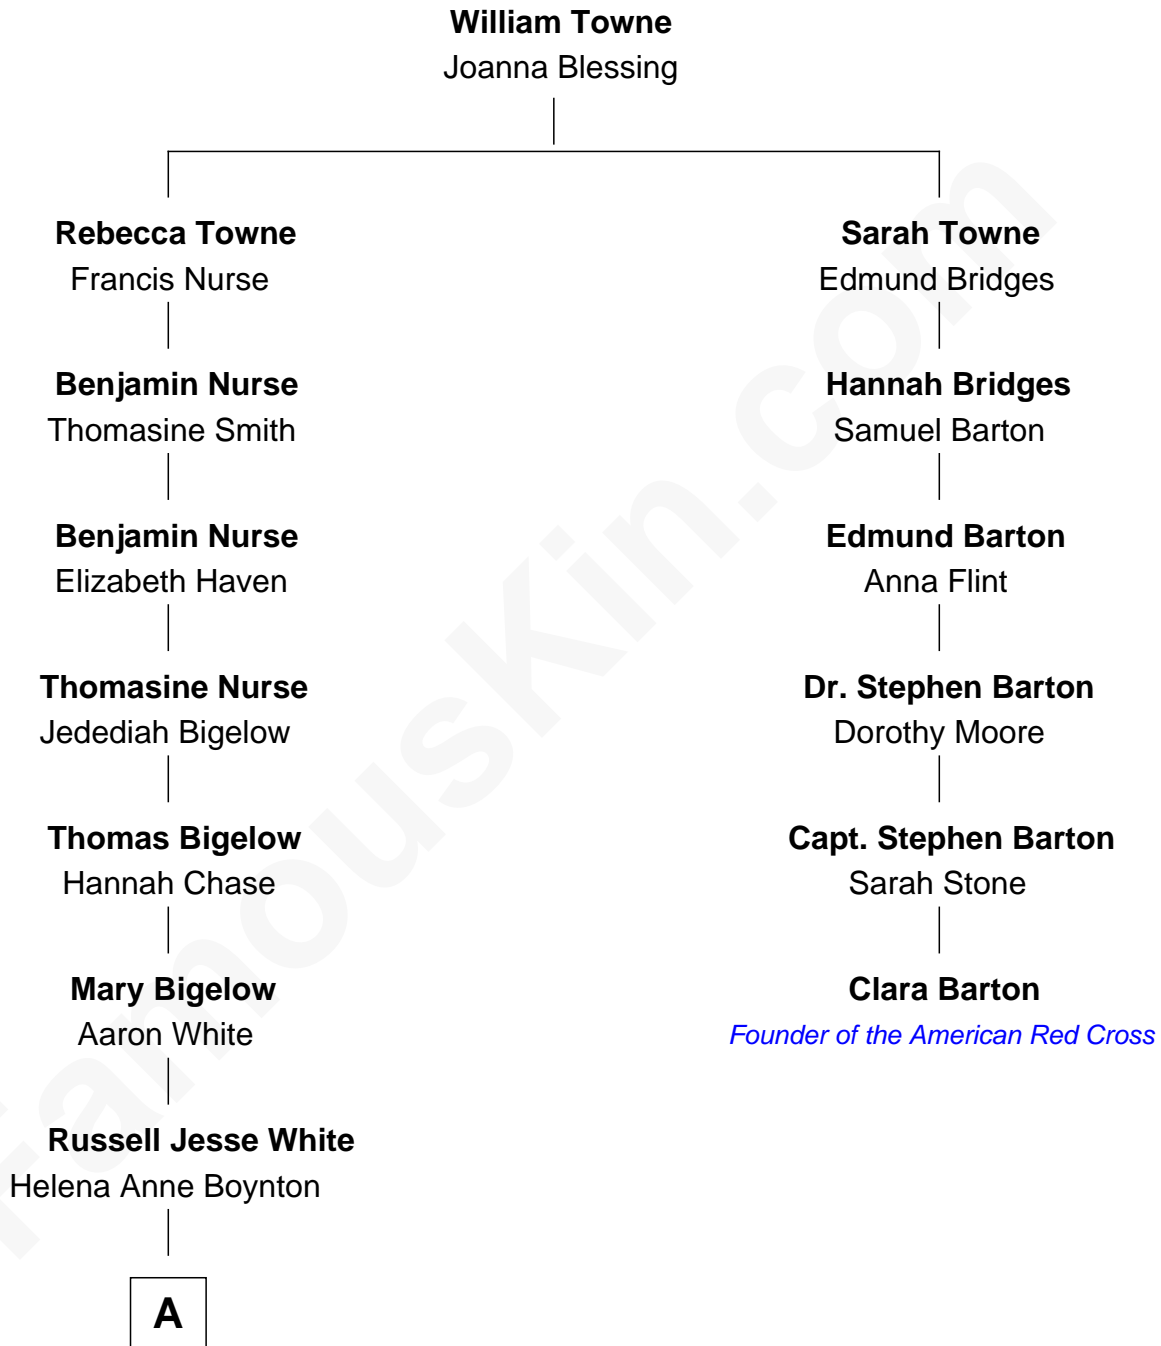 William Towne
Joanna Blessing
Rebecca Towne
Francis Nurse
Sarah Towne
Edmund Bridges
Benjamin Nurse
Thomasine Smith
Hannah Bridges
Samuel Barton
Benjamin Nurse
Elizabeth Haven
Edmund Barton
Anna Flint
Thomasine Nurse
Jedediah Bigelow
Dr. Stephen Barton
Dorothy Moore
Thomas Bigelow
Hannah Chase
Capt. Stephen Barton
Sarah Stone
Mary Bigelow
Aaron White
Clara Barton
Founder of the American Red Cross
Russell Jesse White
Helena Anne Boynton
A
FamousKin.com